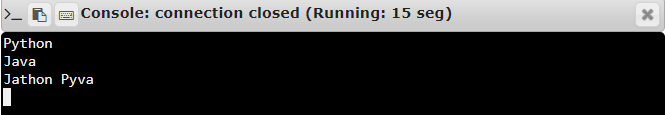 >_ Console: connection closed (Running: 15 seg)
Python
Java
Jathon Pyva